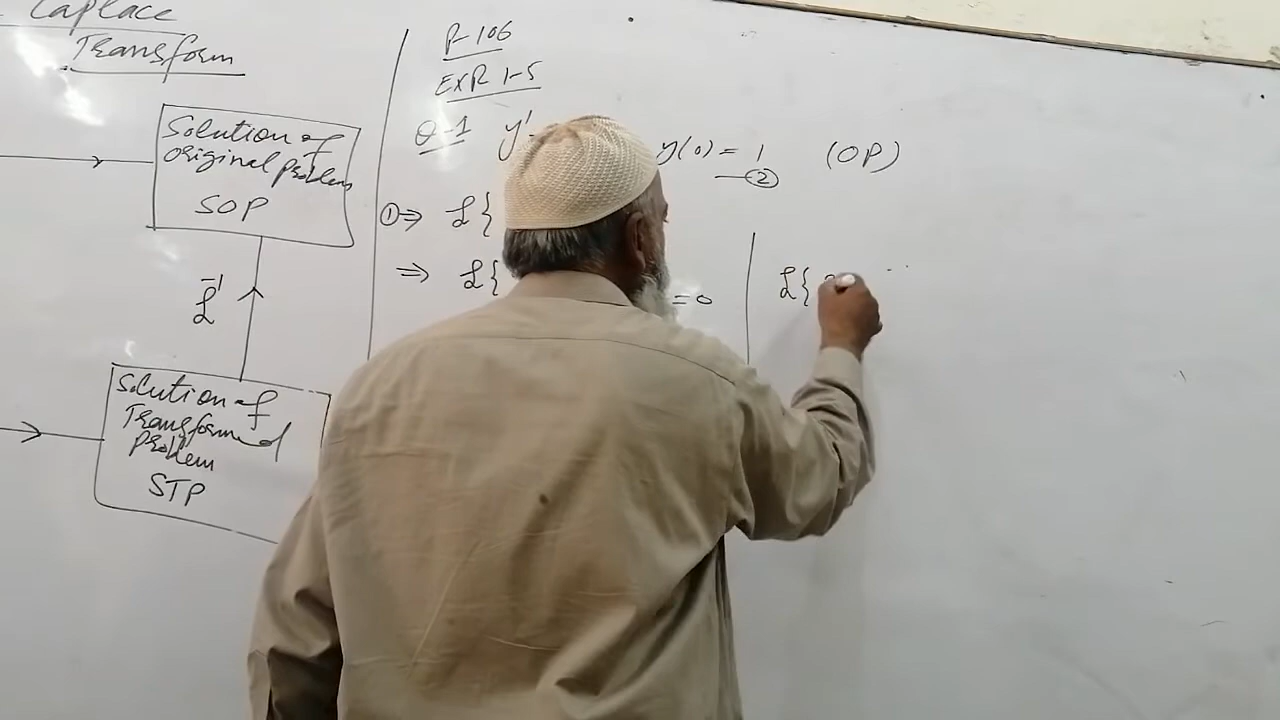 Laplace
Transform
Solution of
original problem
SOP
£⁻¹
Solution of
Transformed
Problem
STP
P-106
EXR 1-5
Q-1 y' y(0) = 1 (OP)
②
①⇒ £{
⇒ £{ = 0
£{